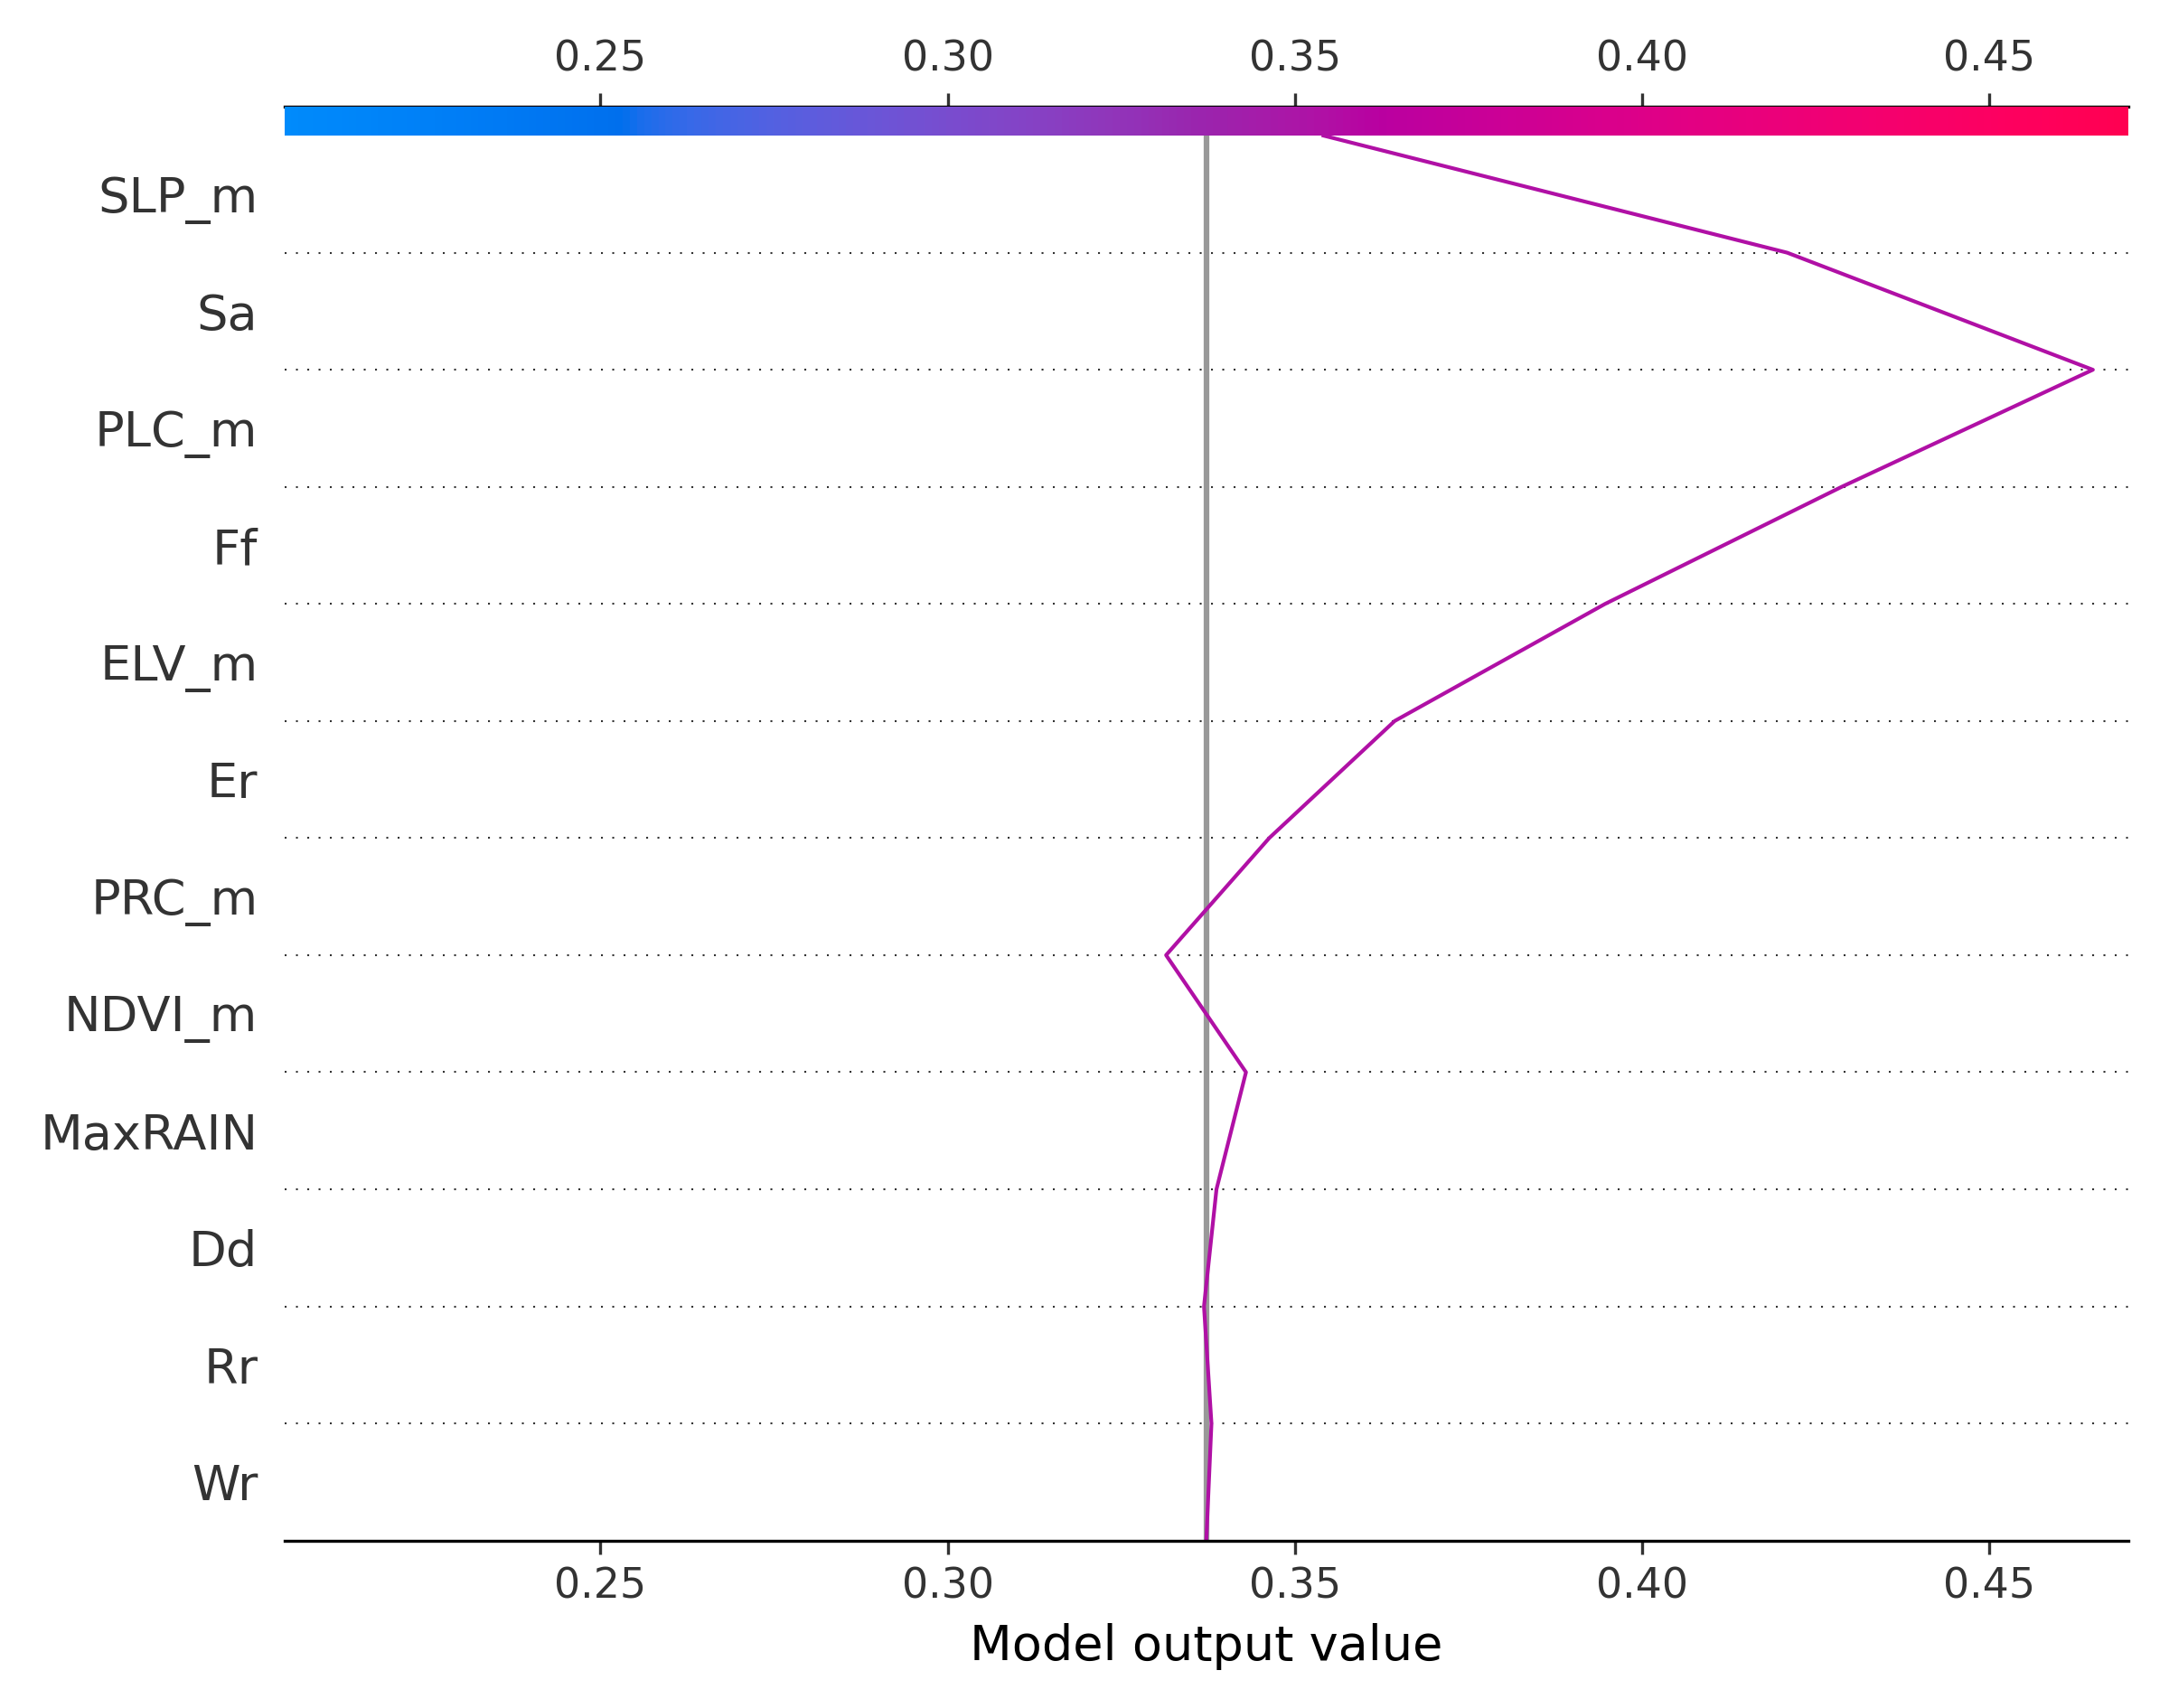 0.25 0.30 0.35 0.40 0.45
SLP_m
Sa
PLC_m
Ff
ELV_m
Er
PRC_m
NDVI_m
MaxRAIN
Dd
Rr
Wr
0.25 0.30 0.35 0.40 0.45
Model output value